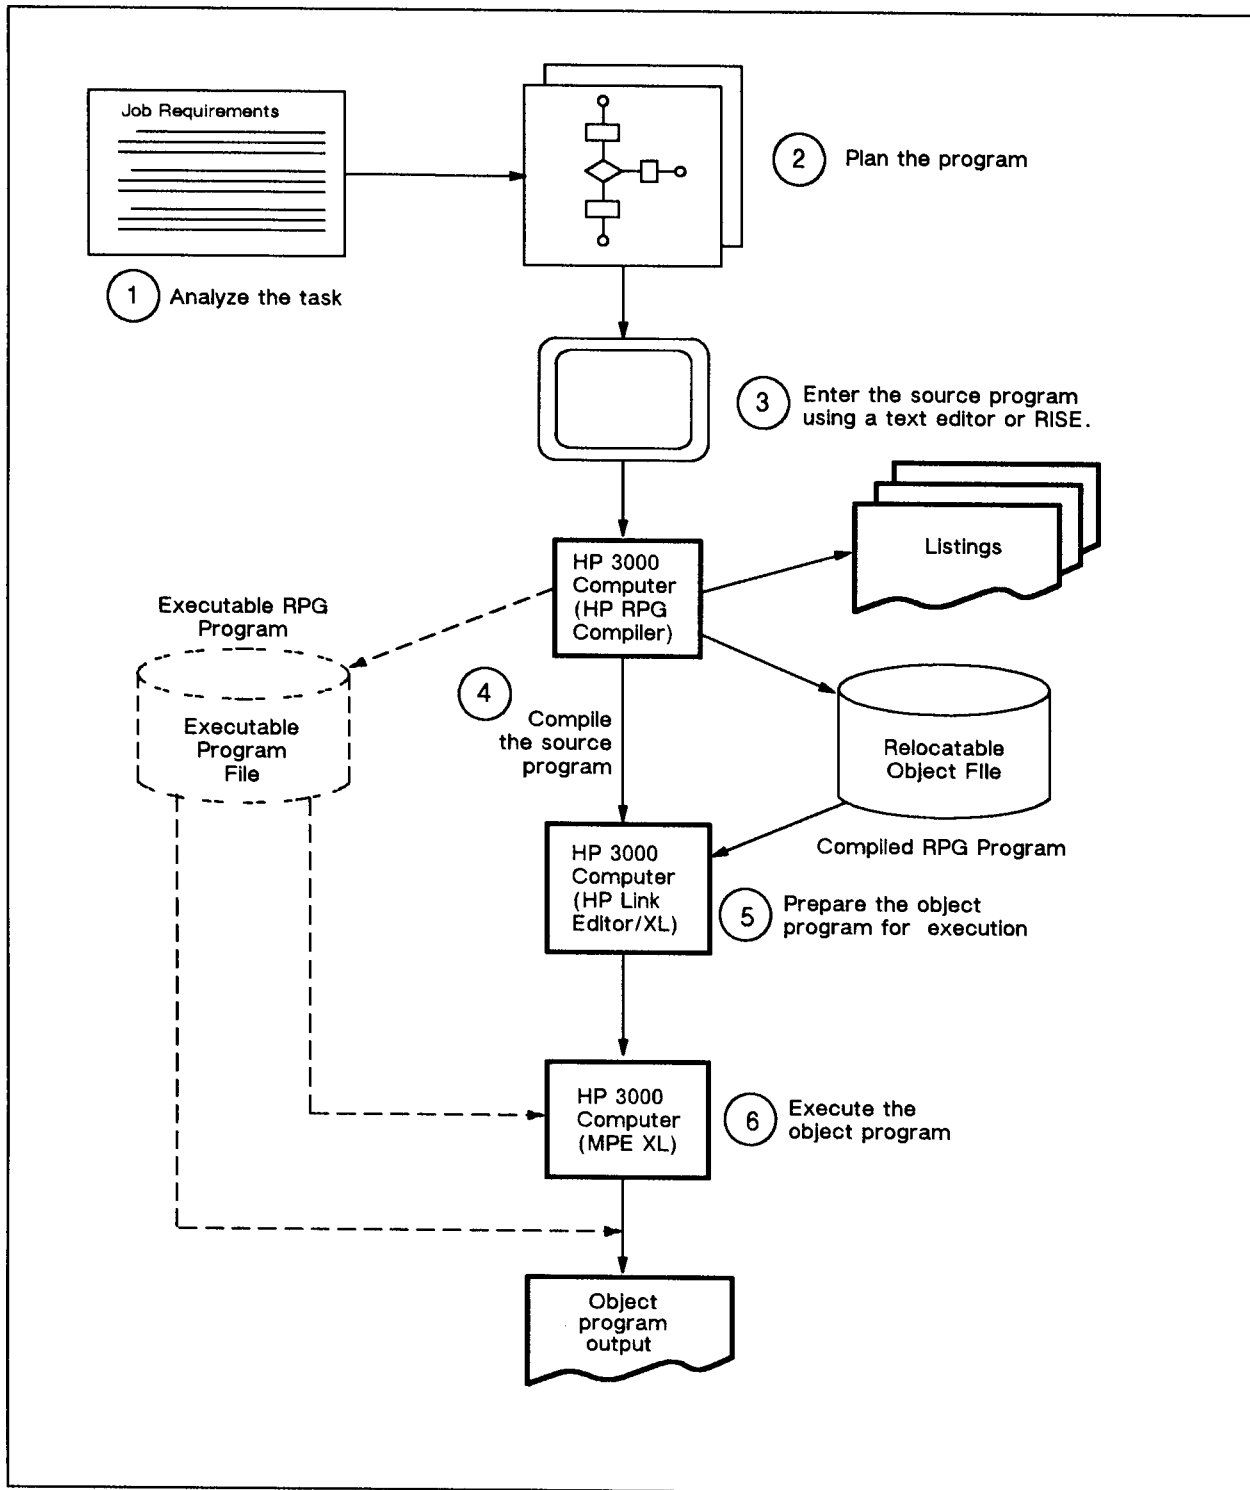 Job Requirements
1 Analyze the task
2 Plan the program
3 Enter the source program
using a text editor or RISE.
HP 3000
Computer
(HP RPG
Compiler)
Listings
Executable RPG
Program
Executable
Program
File
4
Compile
the source
program
Relocatable
Object File
Compiled RPG Program
HP 3000
Computer
(HP Link
Editor/XL)
5 Prepare the object
program for execution
HP 3000
Computer
(MPE XL)
6 Execute the
object program
Object
program
output